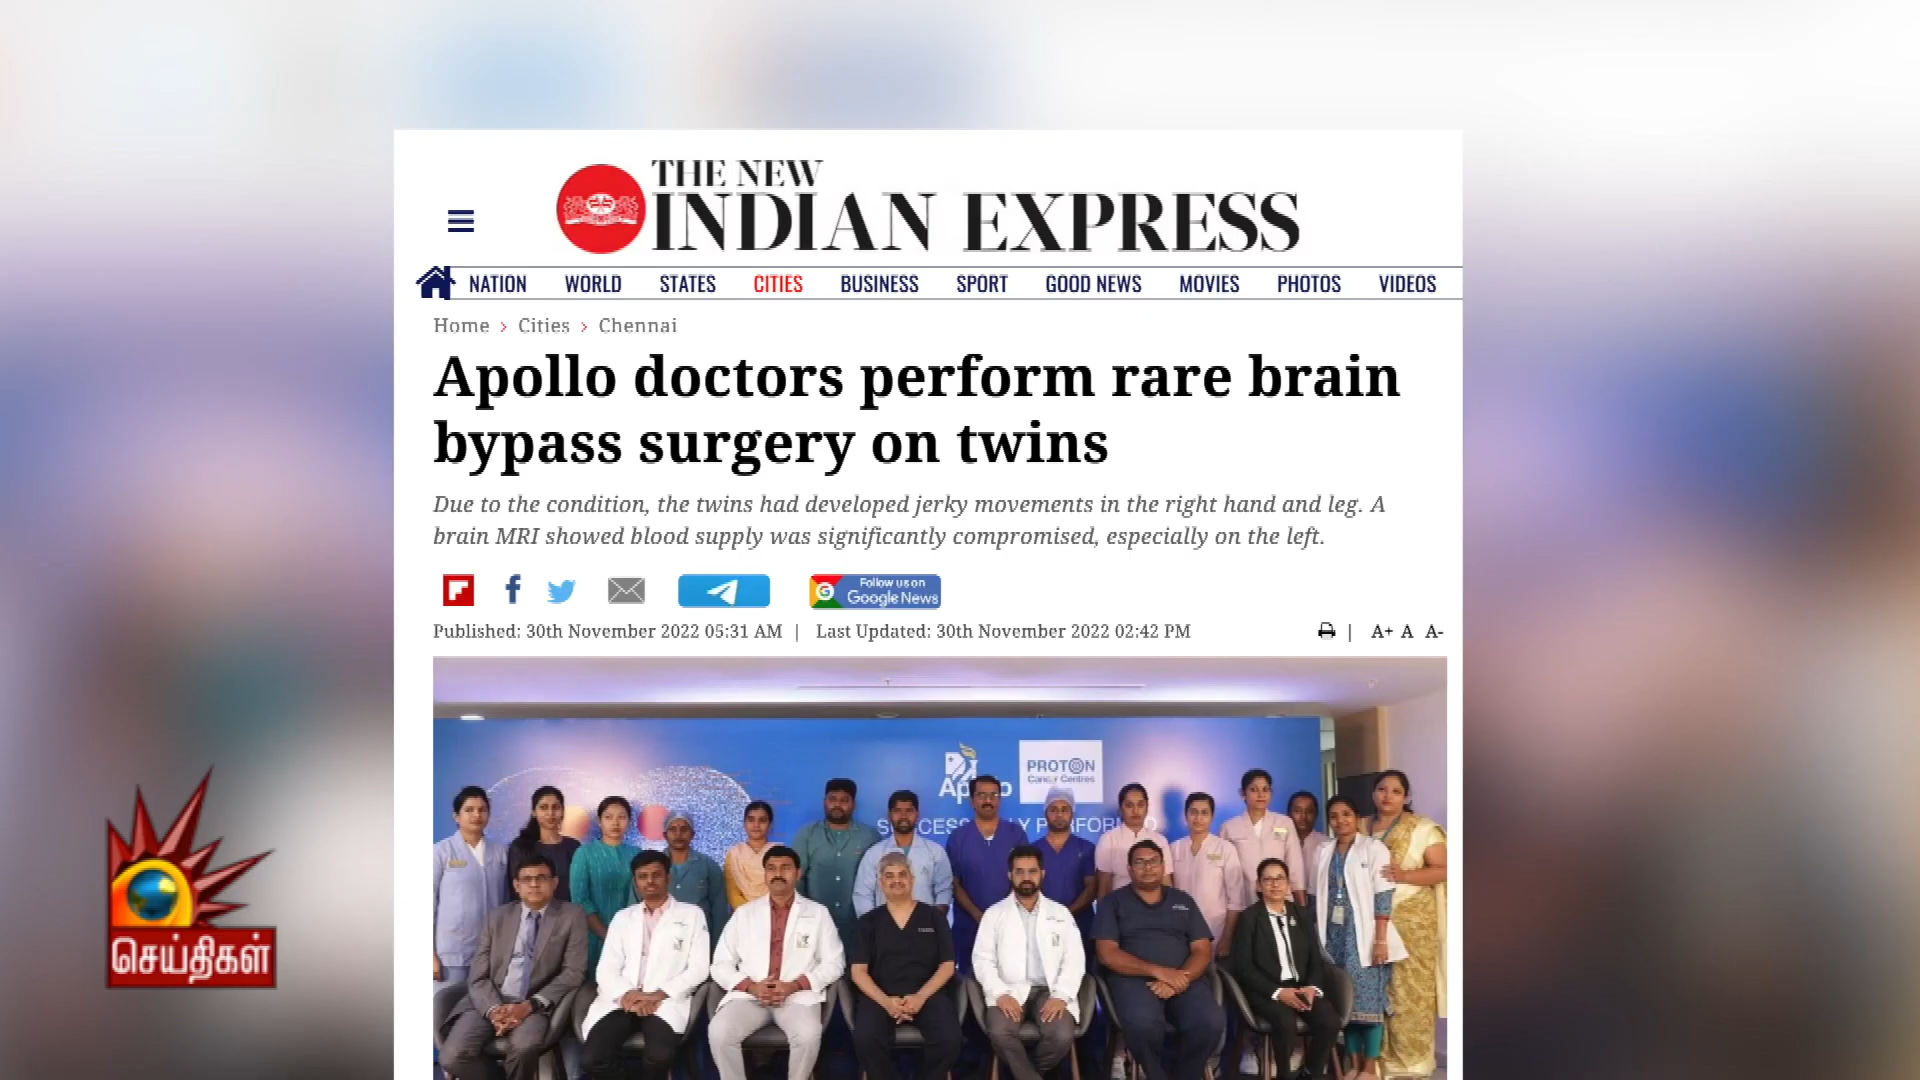 THE NEW
INDIAN EXPRESS
NATION WORLD STATES CITIES BUSINESS SPORT GOOD NEWS MOVIES PHOTOS VIDEOS
Home > Cities > Chennai
Apollo doctors perform rare brain
bypass surgery on twins
Due to the condition, the twins had developed jerky movements in the right hand and leg. A
brain MRI showed blood supply was significantly compromised, especially on the left.
Follow us on
Google News
Published: 30th November 2022 05:31 AM | Last Updated: 30th November 2022 02:42 PM | A+ A A-
PROTON
Cancer Centres
செய்திகள்